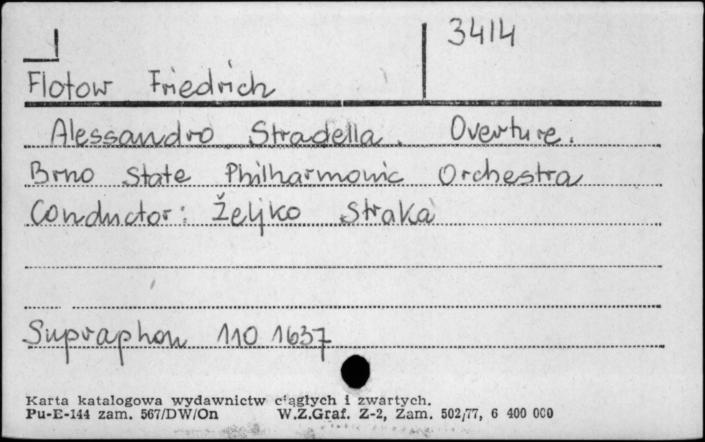 3414
Flotow Friedrich
Alessandro Stradella. Overture.
Brno State Philharmonic Orchestra
Conductor: Željko Straka
Supraphon 110 1637
Karta katalogowa wydawnictw ciągłych i zwartych.
Pu-E-144 zam. 567/DW/On W.Z.Graf. Z-2, Zam. 502/77, 6 400 000